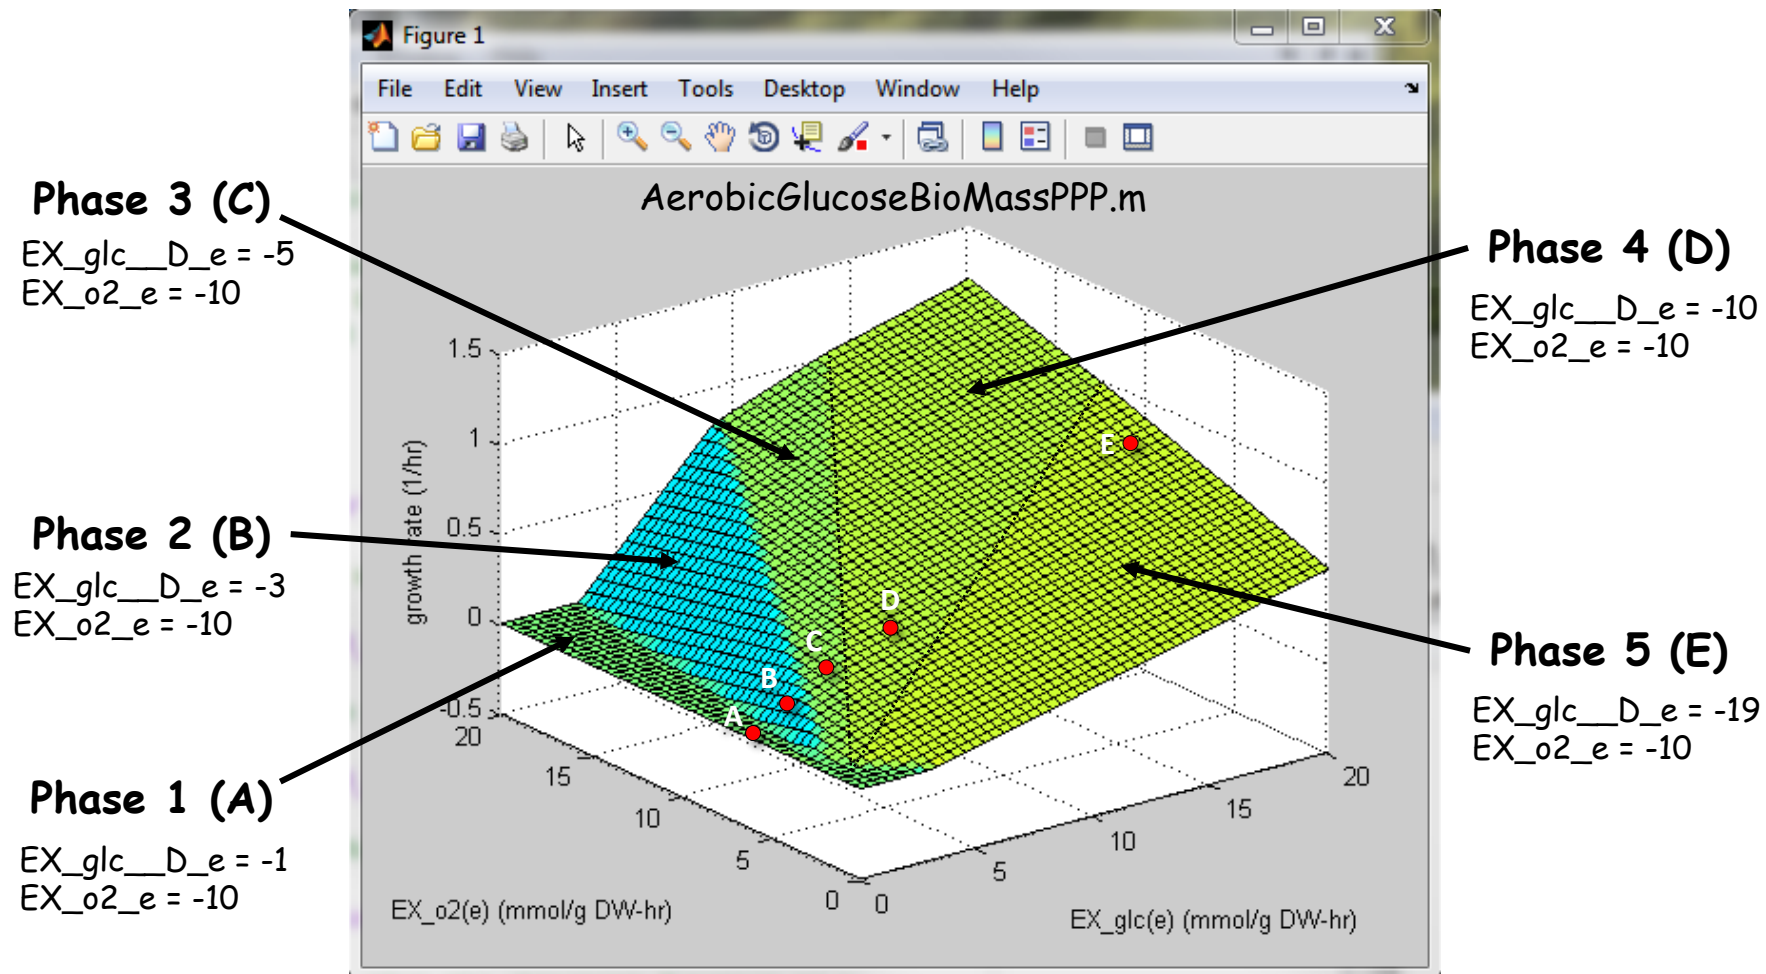 Figure 1
File Edit View Insert Tools Desktop Window Help
AerobicGlucoseBioMassPPP.m
Phase 3 (C)
EX_glc__D_e = -5
EX_o2_e = -10
Phase 4 (D)
EX_glc__D_e = -10
EX_o2_e = -10
Phase 2 (B)
EX_glc__D_e = -3
EX_o2_e = -10
Phase 5 (E)
EX_glc__D_e = -19
EX_o2_e = -10
Phase 1 (A)
EX_glc__D_e = -1
EX_o2_e = -10
growth rate (1/hr)
1.5
1
0.5
0
-0.5
20
15
10
5
0
0
5
10
15
20
E
D
C
B
A
EX_o2(e) (mmol/g DW-hr)
EX_glc(e) (mmol/g DW-hr)